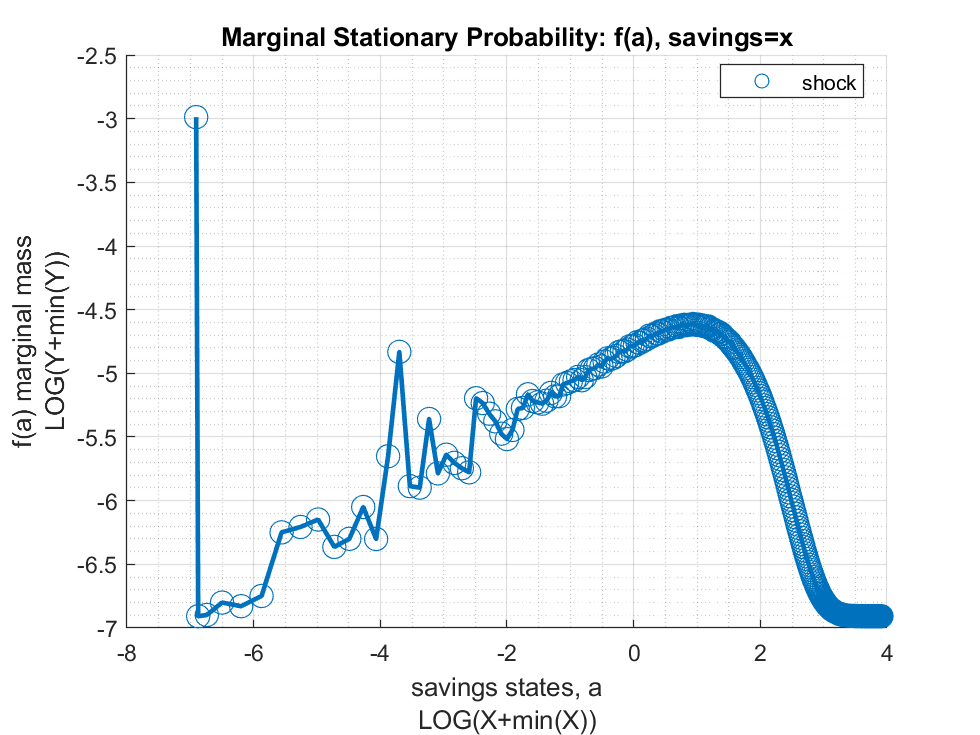 Marginal Stationary Probability: f(a), savings=x
shock
-2.5
-3
-3.5
-4
-4.5
-5
-5.5
-6
-6.5
-7
f(a) marginal mass
LOG(Y+min(Y))
-8 -6 -4 -2 0 2 4
savings states, a
LOG(X+min(X))